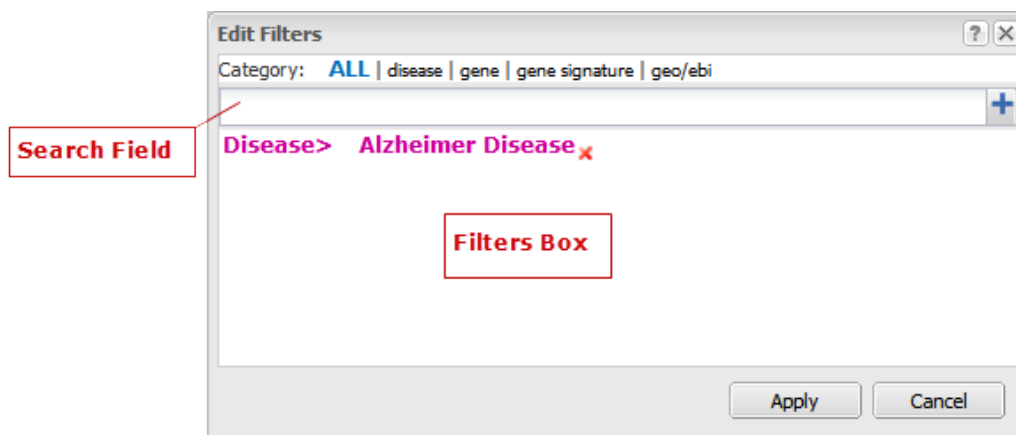 Edit Filters ? X
Category: ALL | disease | gene | gene signature | geo/ebi
+
Search Field
Disease> Alzheimer Disease x
Filters Box
Apply Cancel